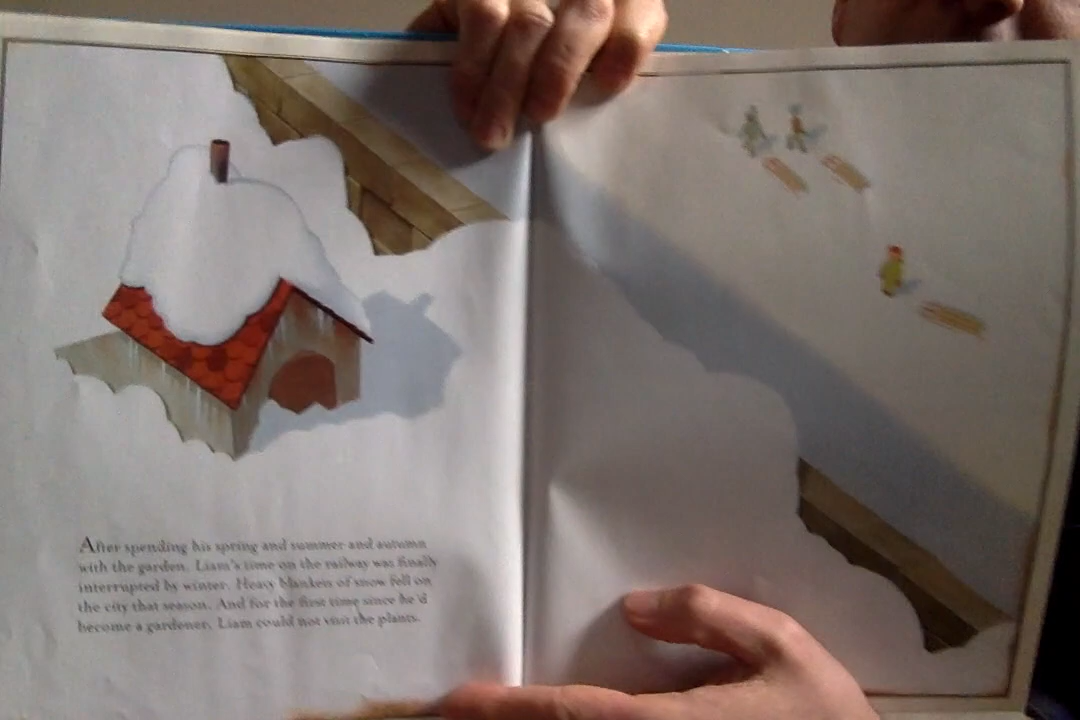 After spending his spring and summer and autumn
with the garden, Liam's time on the railway was finally
interrupted by winter. Heavy blankets of snow fell on
the city that season. And for the first time since he'd
become a gardener, Liam could not visit the plants.